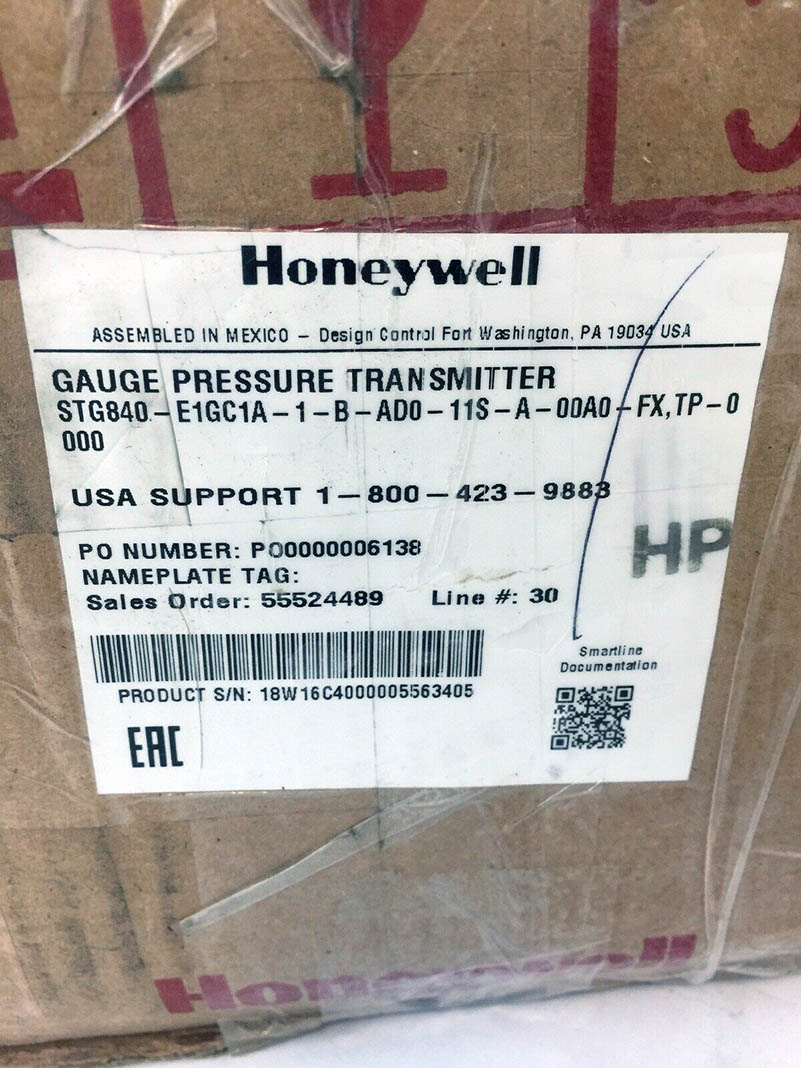 Honeywell
ASSEMBLED IN MEXICO – Design Control Fort Washington, PA 19034 USA
GAUGE PRESSURE TRANSMITTER
STG840–E1GC1A–1–B–AD0–11S–A–00A0–FX,TP–0
000
USA SUPPORT 1–800–423–9883
PO NUMBER: PO0000006138
NAMEPLATE TAG:
Sales Order: 55524489 Line #: 30
HP
Smartline
Documentation
PRODUCT S/N: 18W16C4000005563405
EAC
Honeywell